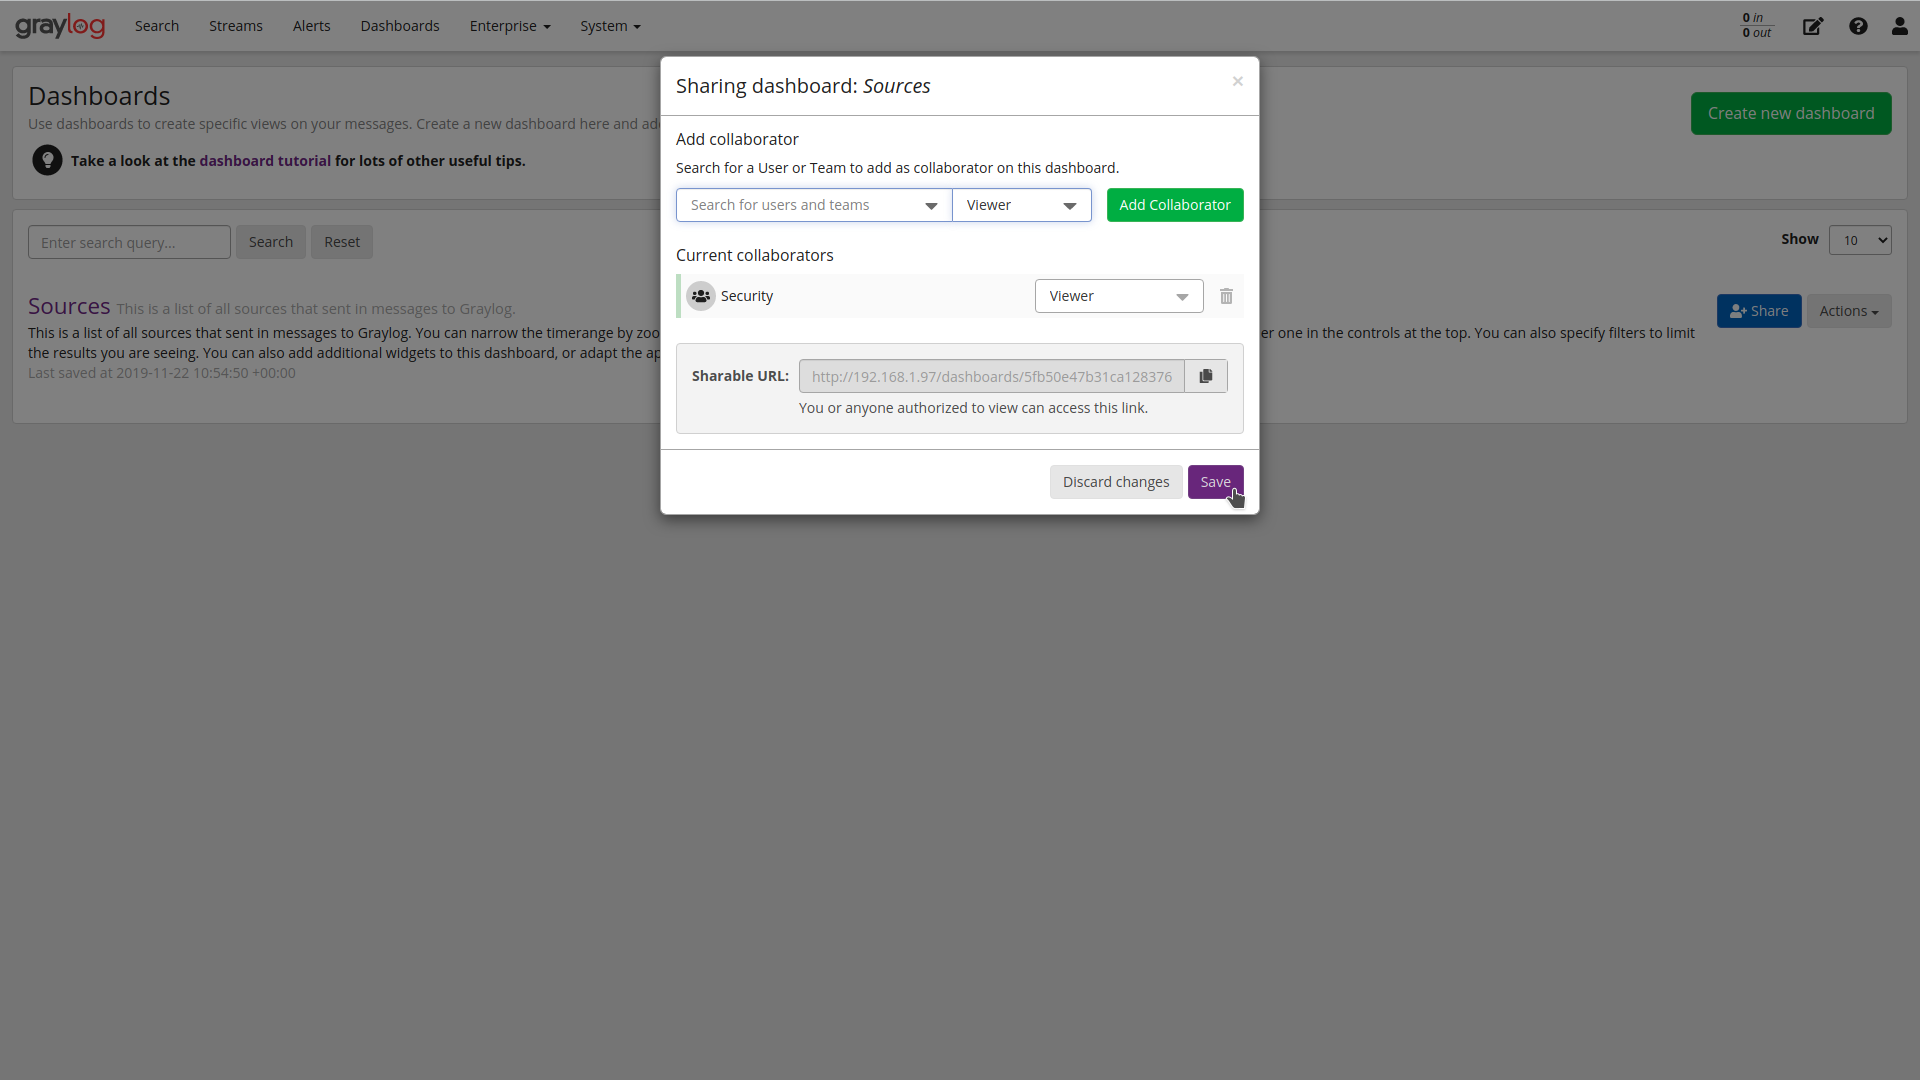 graylog Search Streams Alerts Dashboards Enterprise System 0 in
0 out
Sharing dashboard: Sources ×
Dashboards
Use dashboards to create specific views on your messages. Create a new dashboard here and ad
Create new dashboard
Take a look at the dashboard tutorial for lots of other useful tips.
Add collaborator
Search for a User or Team to add as collaborator on this dashboard.
Search for users and teams Viewer Add Collaborator
Enter search query... Search Reset Show 10
Current collaborators
Security Viewer
Sources This is a list of all sources that sent in messages to Graylog. Share Actions
This is a list of all sources that sent in messages to Graylog. You can narrow the timerange by zoo er one in the controls at the top. You can also specify filters to limit
the results you are seeing. You can also add additional widgets to this dashboard, or adapt the ap
Last saved at 2019-11-22 10:54:50 +00:00
Sharable URL: http://192.168.1.97/dashboards/5fb50e47b31ca128376
You or anyone authorized to view can access this link.
Discard changes Save